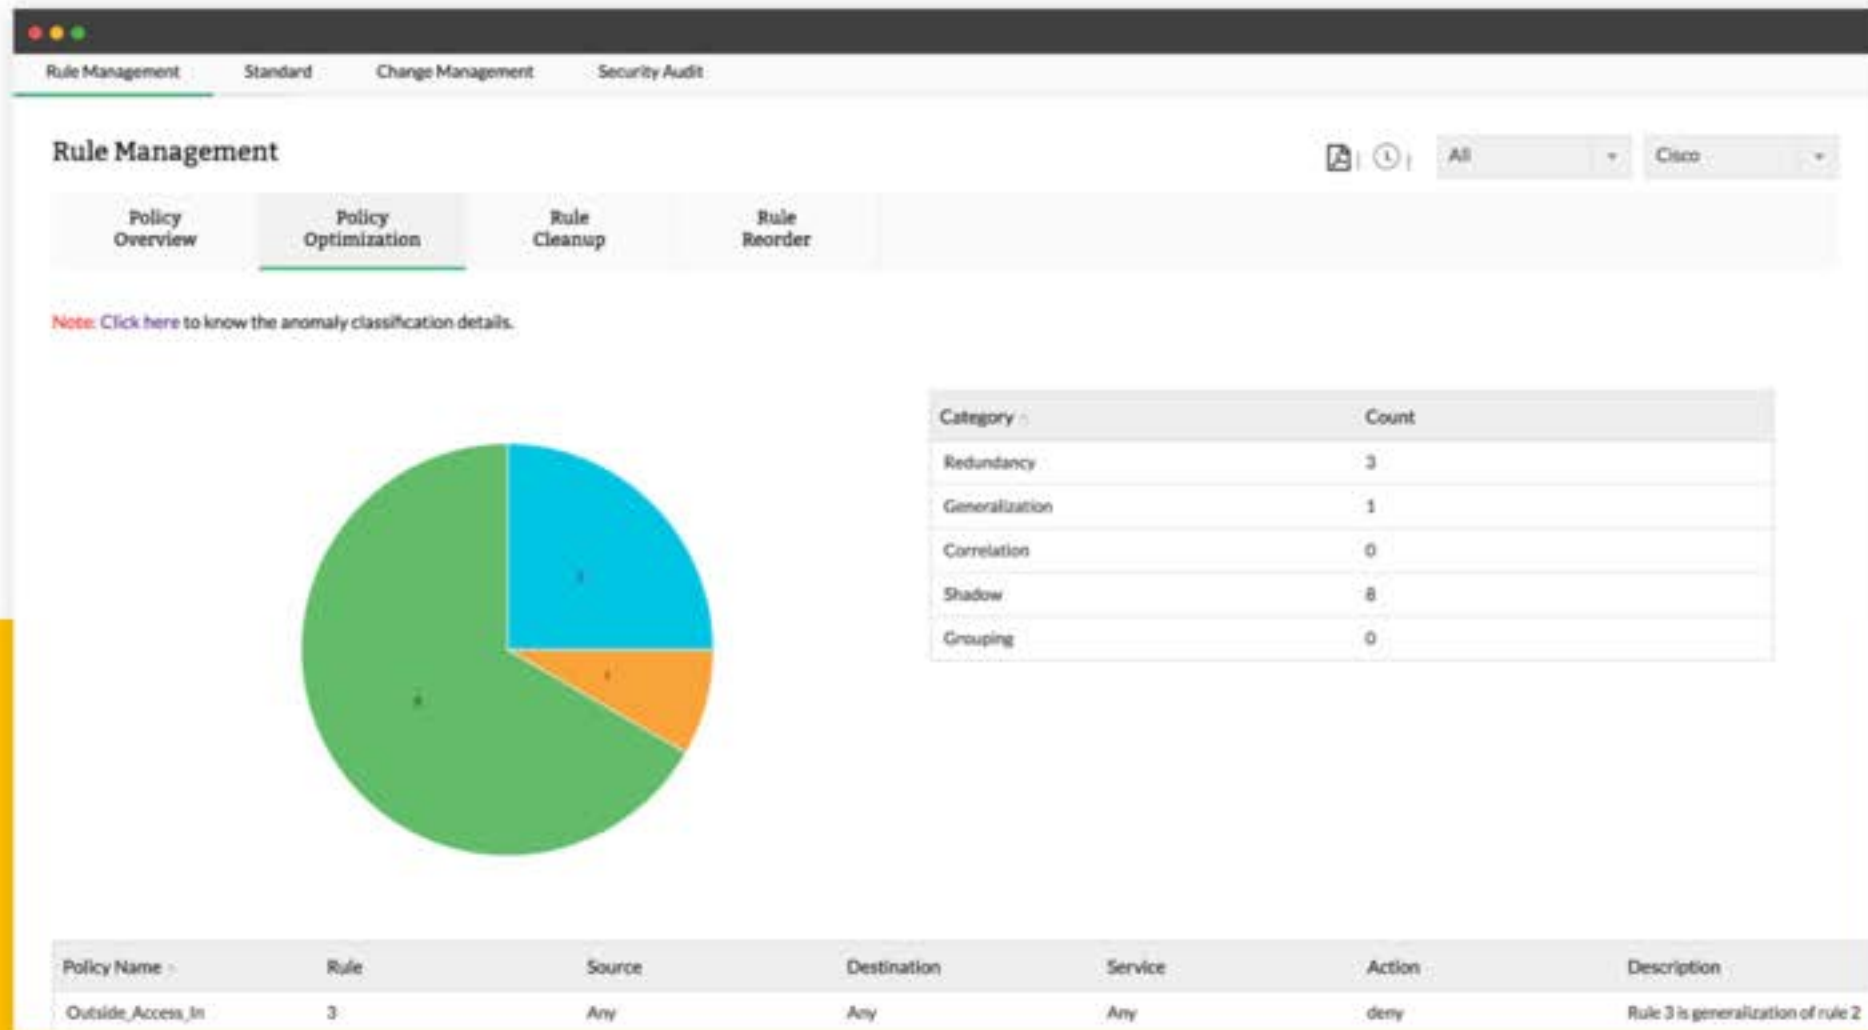 Rule Management Standard Change Management Security Audit
Rule Management
All Cisco
Policy Overview
Policy Optimization
Rule Cleanup
Rule Reorder
Note: Click here to know the anomaly classification details.
Category Count
Redundancy 3
Generalization 1
Correlation 0
Shadow 8
Grouping 0
Policy Name Rule Source Destination Service Action Description
Outside_Access_In 3 Any Any Any deny Rule 3 is generalization of rule 2